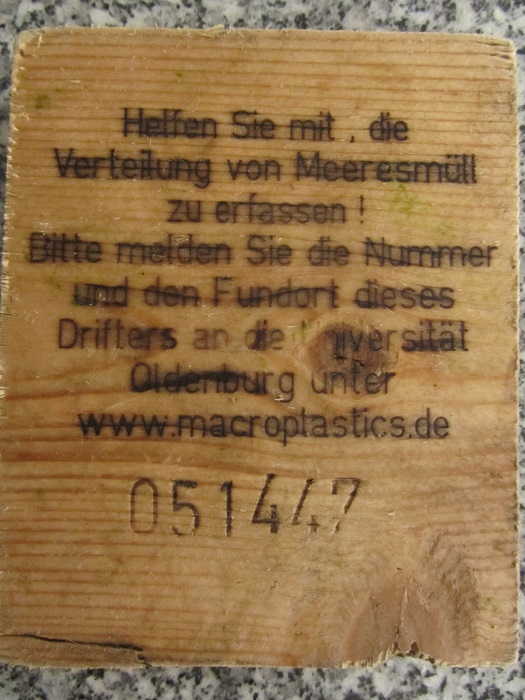 Helfen Sie mit, die
Verteilung von Meeresmüll
zu erfassen!
Bitte melden Sie die Nummer
und den Fundort dieses
Drifters an die Universität
Oldenburg unter
www.macroplastics.de
051447